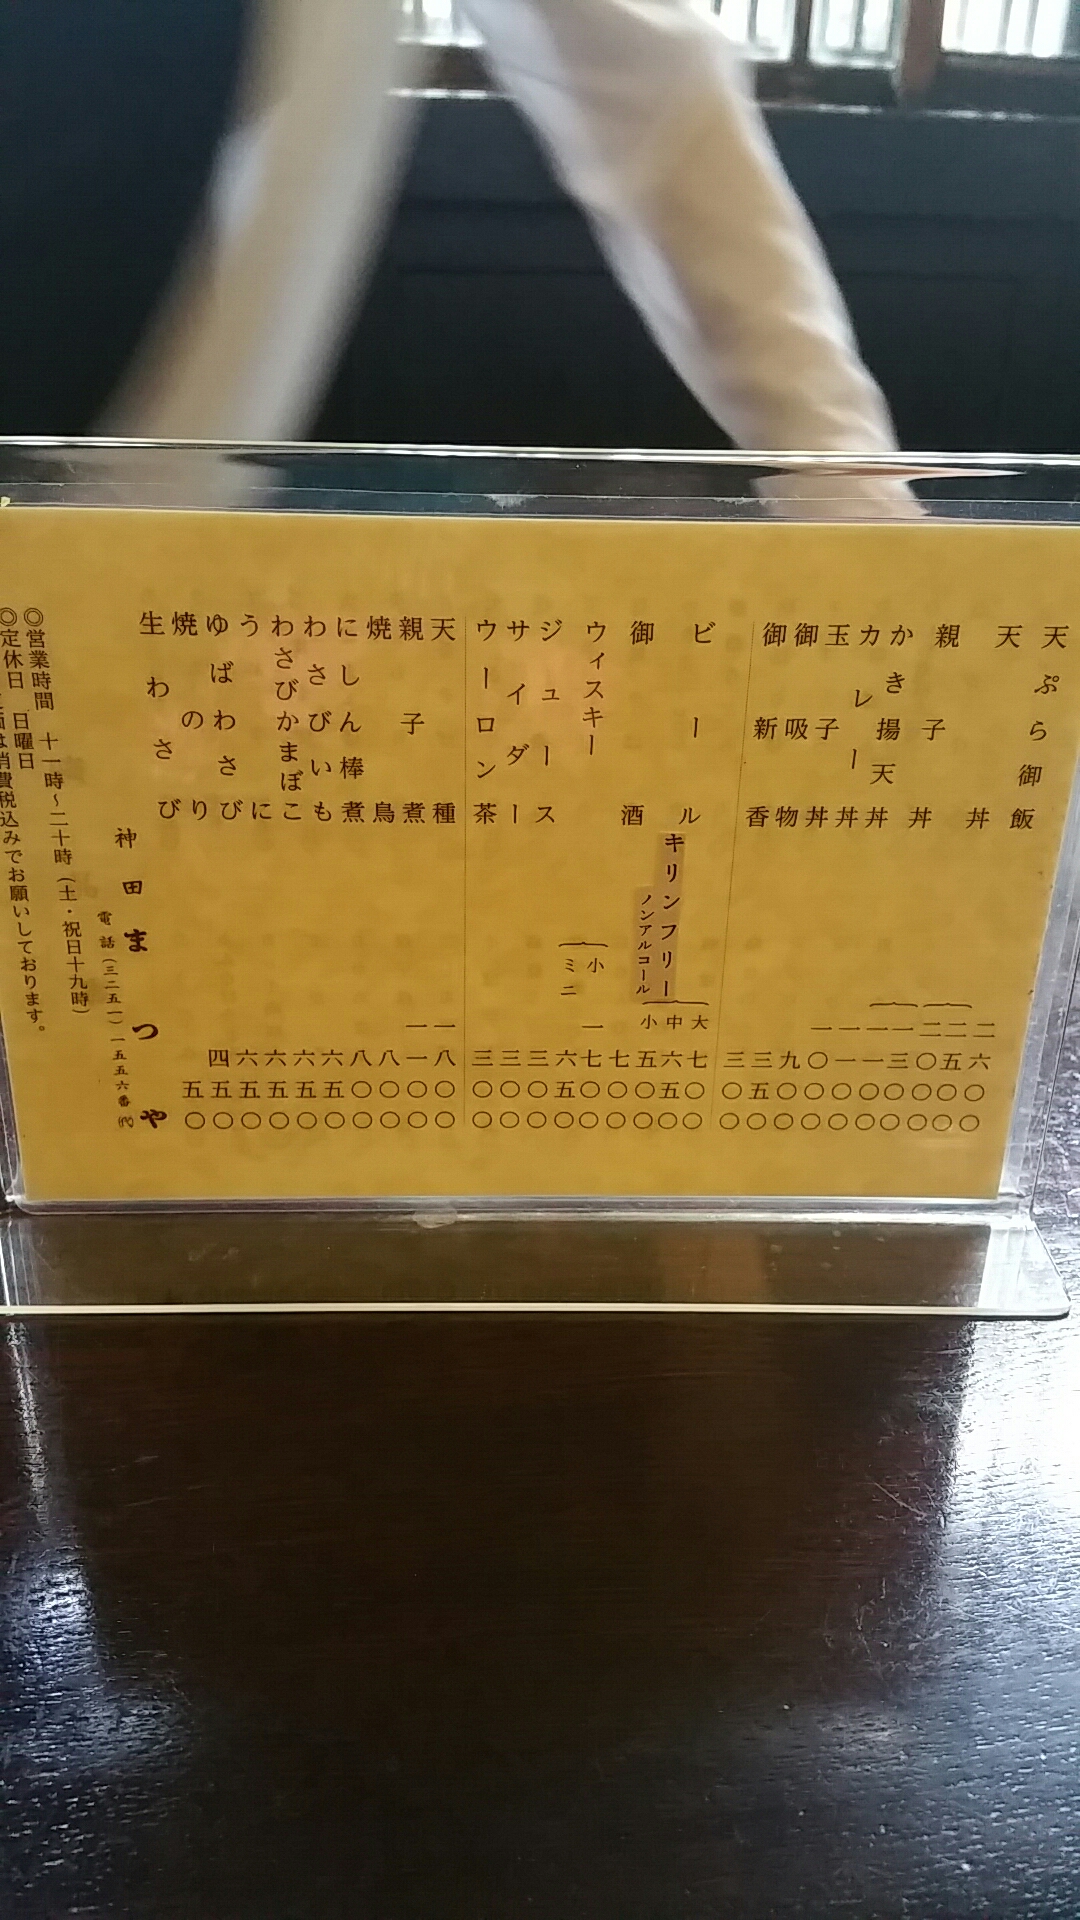 天ぷら御飯 二六〇〇
天丼 二五〇〇
二〇〇〇
親子丼 一三〇〇
一一〇〇
かき揚天丼 一一〇〇
カレー丼 一〇〇〇
玉子丼 九〇〇
御吸物 三五〇
御新香 三〇〇
ビール 大 七〇〇
中 六五〇
小 五〇〇
キリンフリー
ノンアルコール
御酒 七〇〇
ウィスキー 小 一七〇〇
ミニ 六五〇
ジュース 三〇〇
サイダー 三〇〇
ウーロン茶 三〇〇
天種 一八〇〇
親子煮 一一〇〇
焼鳥 八〇〇
にしん棒煮 八〇〇
わさびいも 六五〇
わさびかまぼこ 六五〇
うに 六五〇
ゆばわさび 六五〇
焼のり 四五〇
生わさび 五〇
神田まつや
電話(三二五一)一五五六番(代)
◎営業時間 十一時〜二十時(土・祝日十九時)
◎定休日 日曜日
は消費税込みでお願いしております。